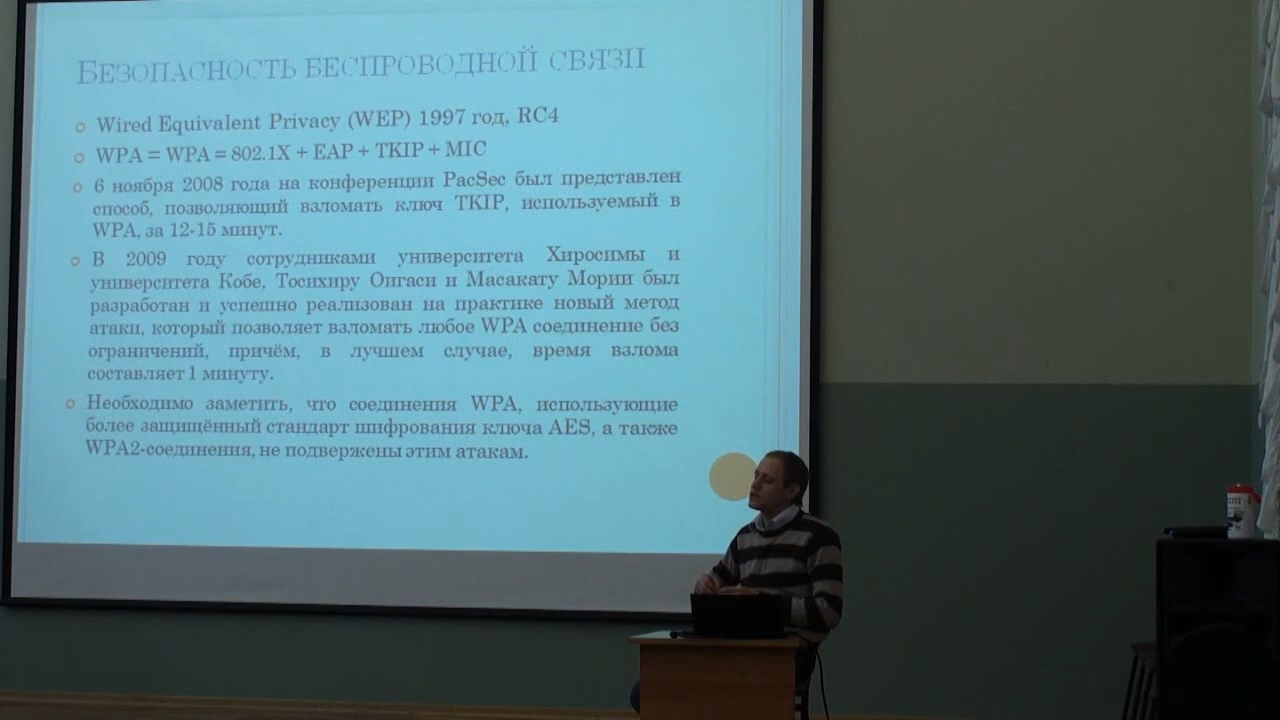 Безопасность беспроводной связи
Wired Equivalent Privacy (WEP) 1997 год, RC4
WPA = WPA = 802.1X + EAP + TKIP + MIC
6 ноября 2008 года на конференции PacSec был представлен
способ, позволяющий взломать ключ TKIP, используемый в
WPA, за 12-15 минут.
В 2009 году сотрудниками университета Хиросимы и
университета Кобе, Тосихиру Оигаси и Масакату Мории был
разработан и успешно реализован на практике новый метод
атаки, который позволяет взломать любое WPA соединение без
ограничений, причём, в лучшем случае, время взлома
составляет 1 минуту.
Необходимо заметить, что соединения WPA, использующие
более защищённый стандарт шифрования ключа AES, а также
WPA2-соединения, не подвержены этим атакам.